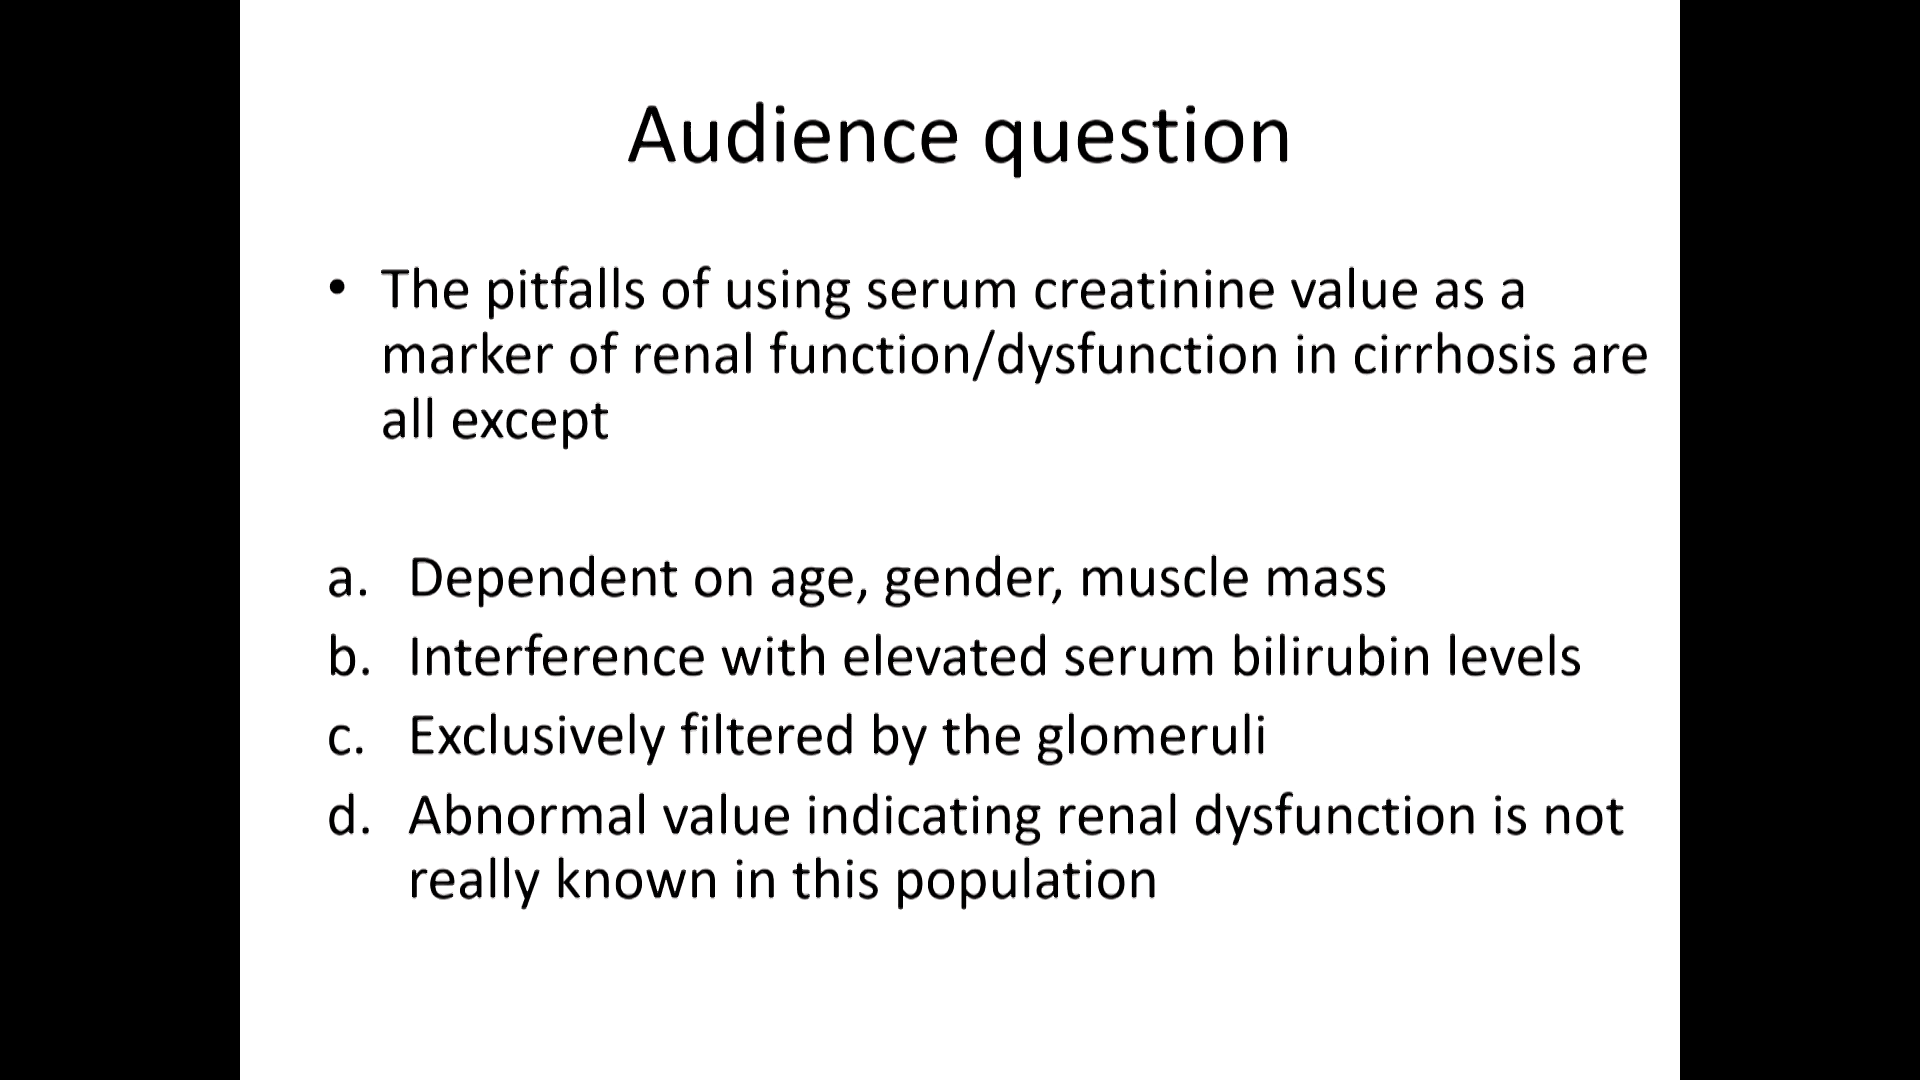 Audience question
• The pitfalls of using serum creatinine value as a
marker of renal function/dysfunction in cirrhosis are
all except
a. Dependent on age, gender, muscle mass
b. Interference with elevated serum bilirubin levels
c. Exclusively filtered by the glomeruli
d. Abnormal value indicating renal dysfunction is not
really known in this population